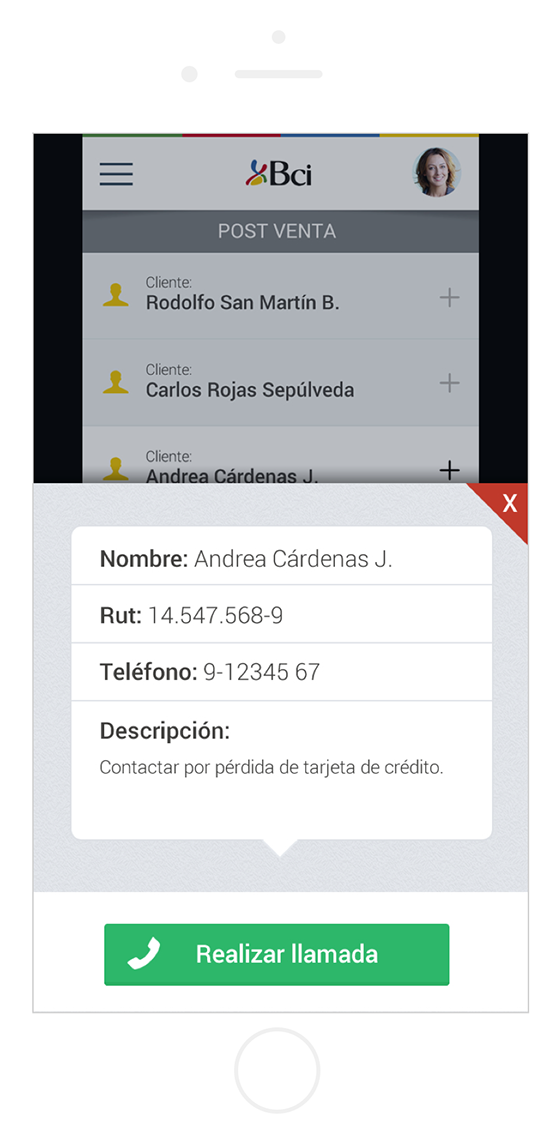 Bci
POST VENTA
Cliente:
Rodolfo San Martín B.
Cliente:
Carlos Rojas Sepúlveda
Cliente:
Andrea Cárdenas J.
X
Nombre: Andrea Cárdenas J.
Rut: 14.547.568-9
Teléfono: 9-12345 67
Descripción:
Contactar por pérdida de tarjeta de crédito.
Realizar llamada